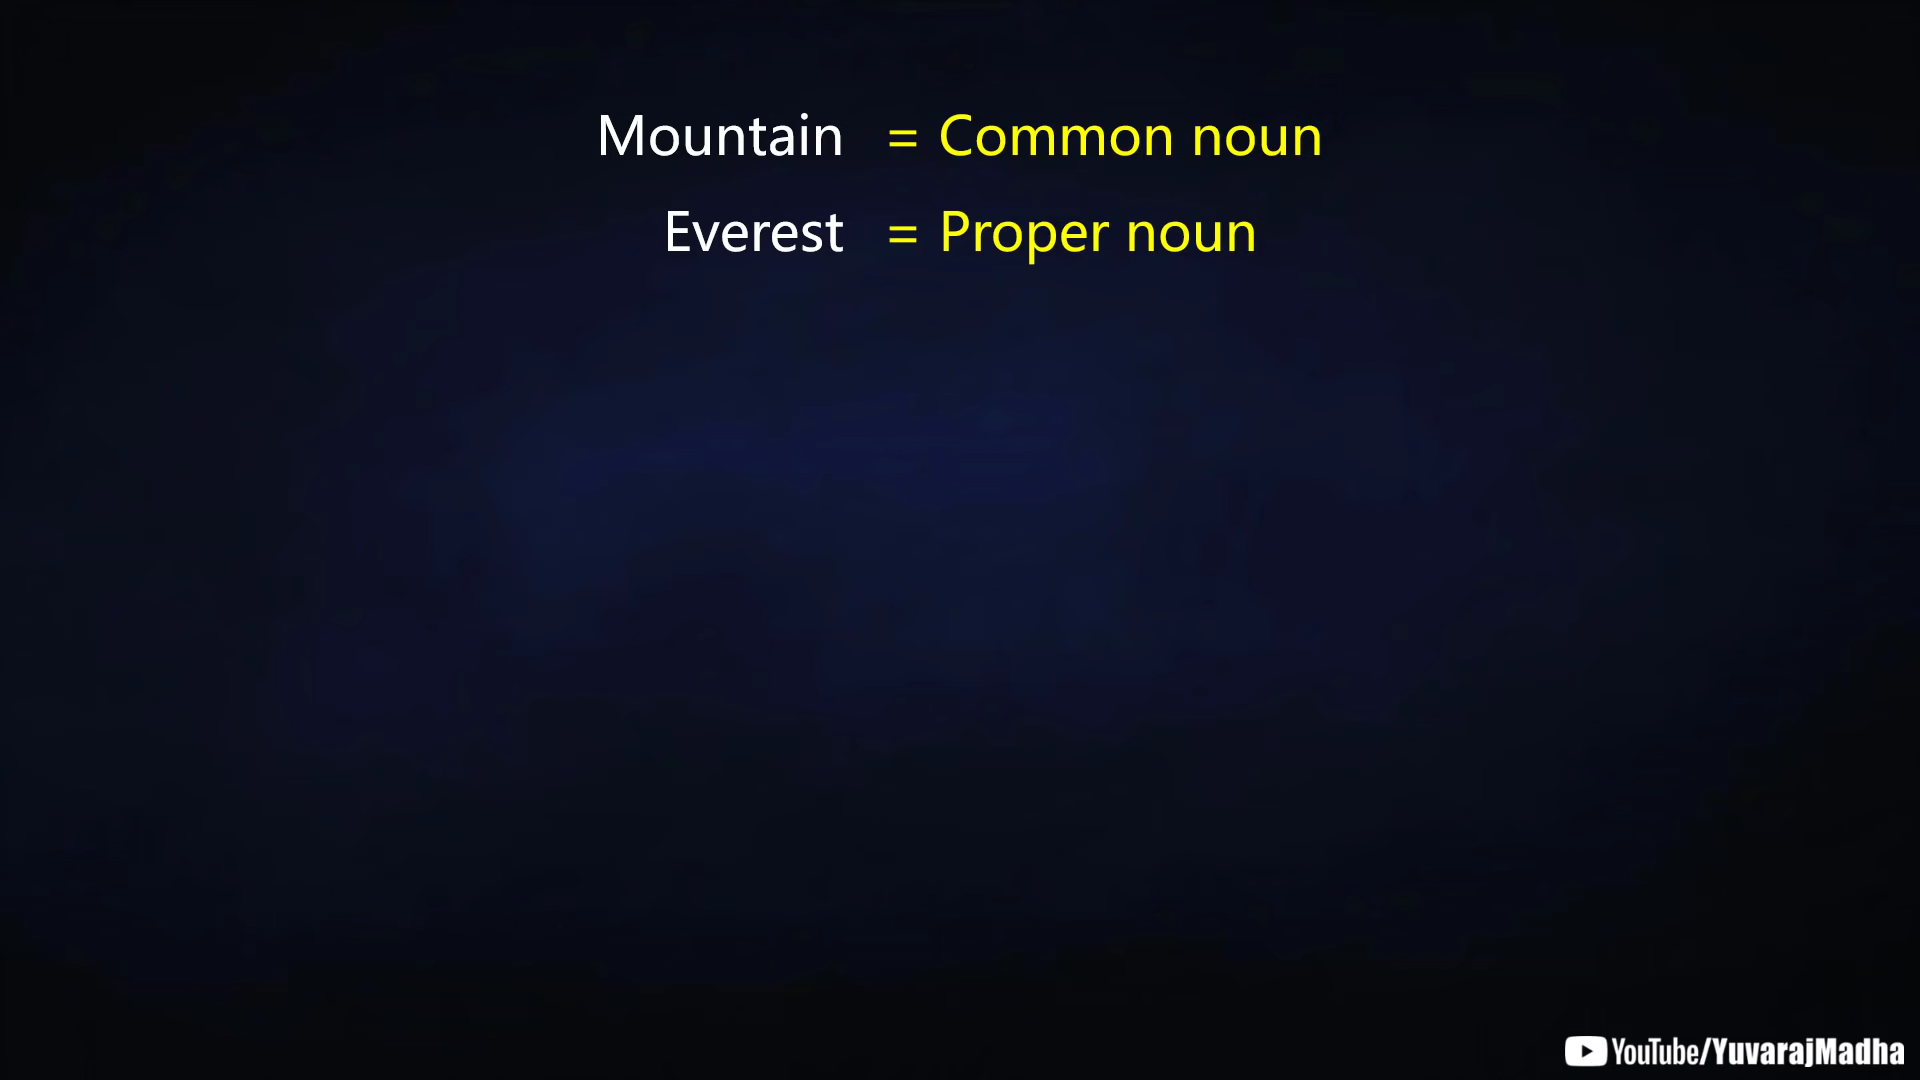 Mountain = Common noun
Everest = Proper noun
YouTube/YuvarajMadha